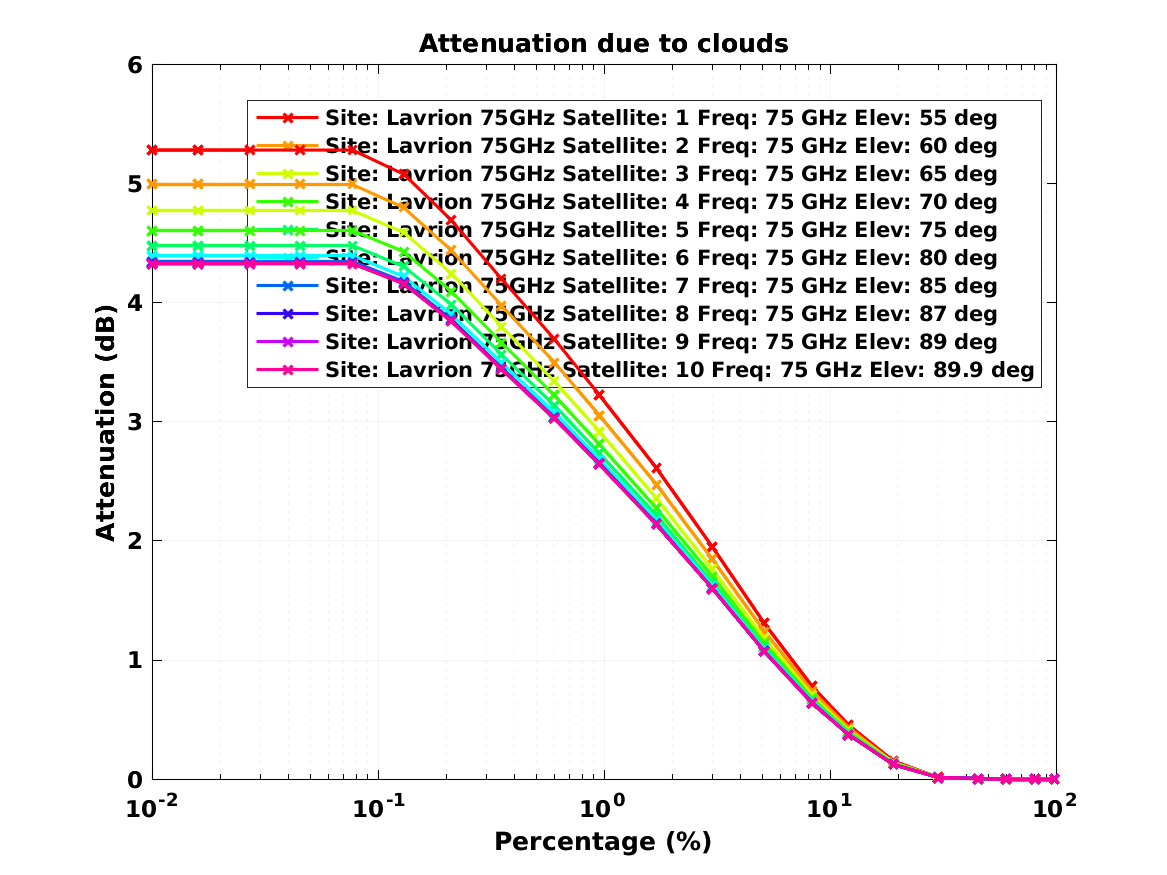 Attenuation due to clouds
6
Site: Lavrion 75GHz Satellite: 1 Freq: 75 GHz Elev: 55 deg
Site: Lavrion 75GHz Satellite: 2 Freq: 75 GHz Elev: 60 deg
Site: Lavrion 75GHz Satellite: 3 Freq: 75 GHz Elev: 65 deg
5
Site: Lavrion 75GHz Satellite: 4 Freq: 75 GHz Elev: 70 deg
Site: Lavrion 75GHz Satellite: 5 Freq: 75 GHz Elev: 75 deg
Site: Lavrion 75GHz Satellite: 6 Freq: 75 GHz Elev: 80 deg
Site: Lavrion 75GHz Satellite: 7 Freq: 75 GHz Elev: 85 deg
4
Site: Lavrion 75GHz Satellite: 8 Freq: 75 GHz Elev: 87 deg
Site: Lavrion 75GHz Satellite: 9 Freq: 75 GHz Elev: 89 deg
Site: Lavrion 75GHz Satellite: 10 Freq: 75 GHz Elev: 89.9 deg
Attenuation (dB)
3
2
1
0
10^-2 10^-1 10^0 10^1 10^2
Percentage (%)